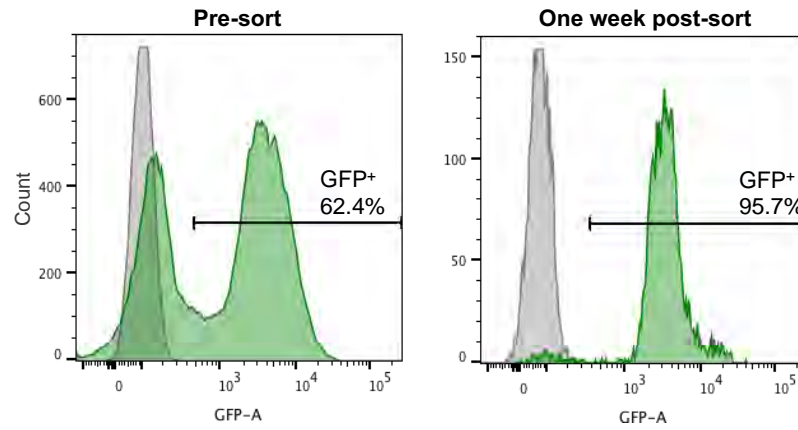 Pre-sort
One week post-sort
Count
600
400
200
0
GFP⁺
62.4%
0
10³
10⁴
10⁵
GFP-A
150
100
50
0
GFP⁺
95.7%
0
10³
10⁴
10⁵
GFP-A